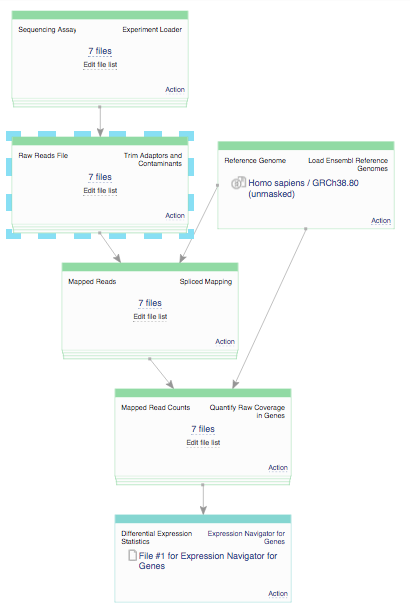 Sequencing Assay Experiment Loader
7 files
Edit file list
Action
Raw Reads File Trim Adaptors and
Contaminants
7 files
Edit file list
Action
Reference Genome Load Ensembl Reference
Genomes
Homo sapiens / GRCh38.80
(unmasked)
Action
Mapped Reads Spliced Mapping
7 files
Edit file list
Action
Mapped Read Counts Quantify Raw Coverage
in Genes
7 files
Edit file list
Action
Differential Expression Expression Navigator for
Statistics Genes
File #1 for Expression Navigator for
Genes
Action